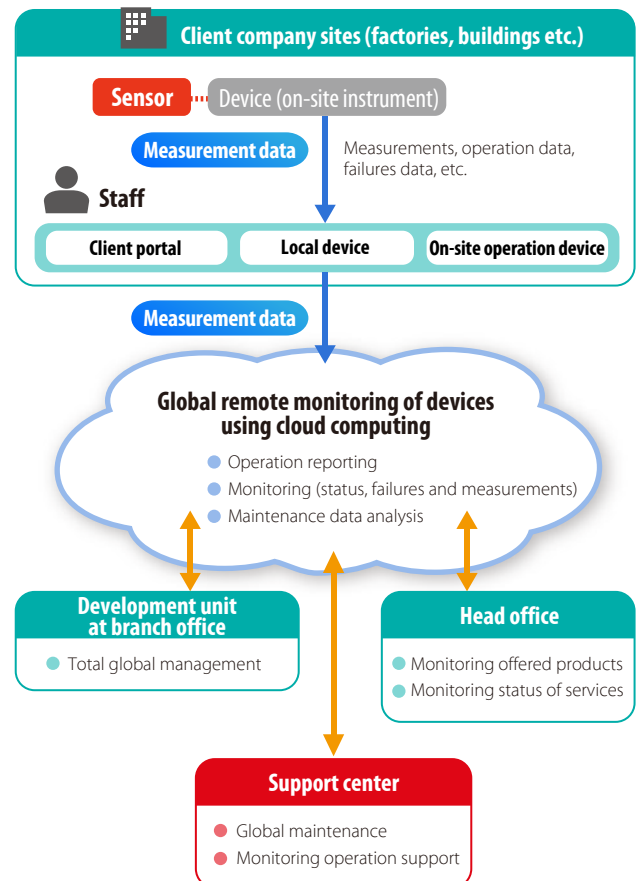 Client company sites (factories, buildings etc.)
Sensor
Device (on-site instrument)
Measurement data
Measurements, operation data,
failures data, etc.
Staff
Client portal
Local device
On-site operation device
Measurement data
Global remote monitoring of devices
using cloud computing
Operation reporting
Monitoring (status, failures and measurements)
Maintenance data analysis
Development unit
at branch office
Total global management
Head office
Monitoring offered products
Monitoring status of services
Support center
Global maintenance
Monitoring operation support